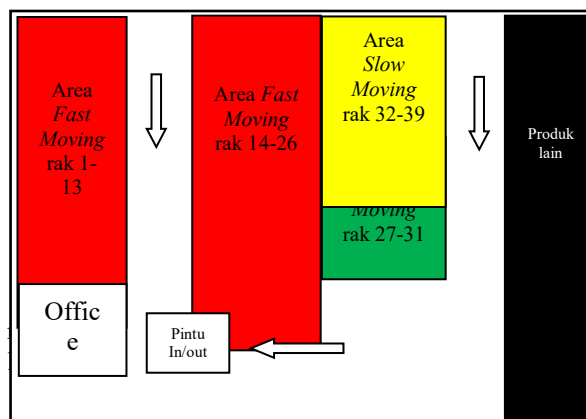 Area
Fast
Moving
rak 1-
13
Area Fast
Moving
rak 14-26
Area
Slow
Moving
rak 32-39
Moving
rak 27-31
Produk
lain
Offic
e
Pintu
In/out